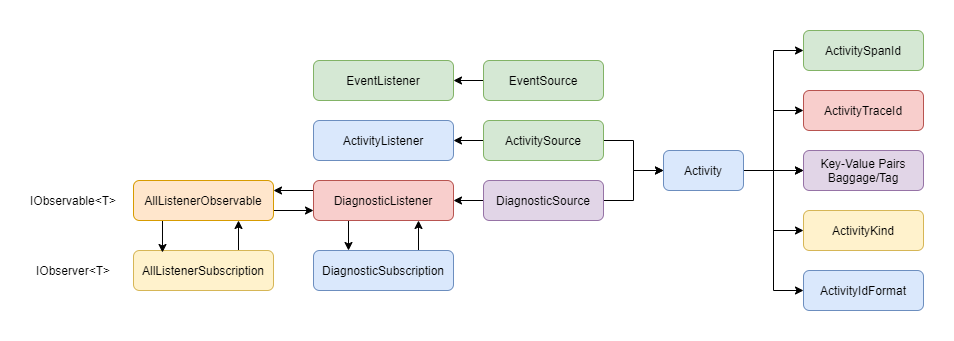 ActivitySpanId
EventListener
EventSource
ActivityTraceId
ActivityListener
ActivitySource
Activity
Key-Value Pairs
Baggage/Tag
IObservable<T>
AllListenerObservable
DiagnosticListener
DiagnosticSource
ActivityKind
IObserver<T>
AllListenerSubscription
DiagnosticSubscription
ActivityIdFormat